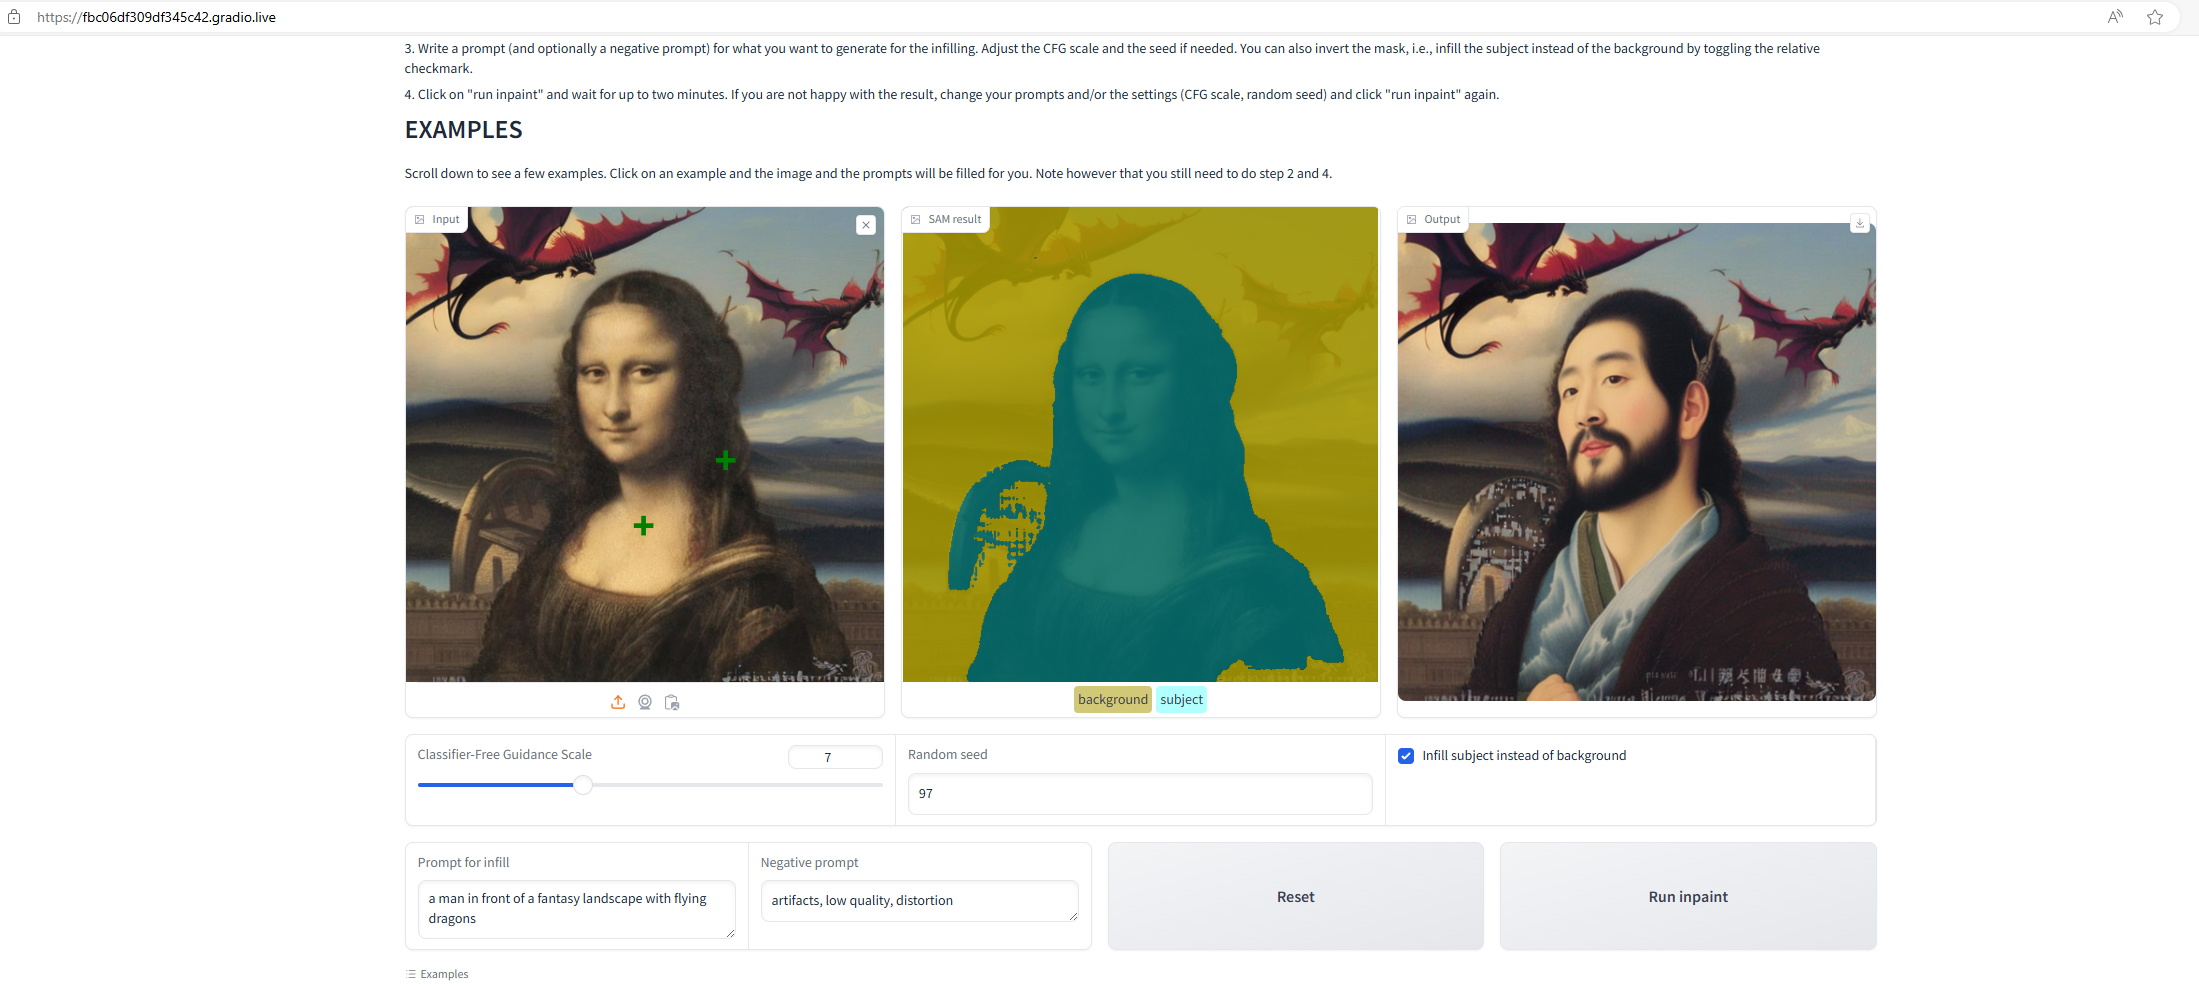 https://fbc06df309df345c42.gradio.live
3. Write a prompt (and optionally a negative prompt) for what you want to generate for the infilling. Adjust the CFG scale and the seed if needed. You can also invert the mask, i.e., infill the subject instead of the background by toggling the relative
checkmark.
4. Click on "run inpaint" and wait for up to two minutes. If you are not happy with the result, change your prompts and/or the settings (CFG scale, random seed) and click "run inpaint" again.
EXAMPLES
Scroll down to see a few examples. Click on an example and the image and the prompts will be filled for you. Note however that you still need to do step 2 and 4.
Input
SAM result
Output
background subject
Classifier-Free Guidance Scale
7
Random seed
97
Infill subject instead of background
Prompt for infill
a man in front of a fantasy landscape with flying
dragons
Negative prompt
artifacts, low quality, distortion
Reset
Run inpaint
Examples